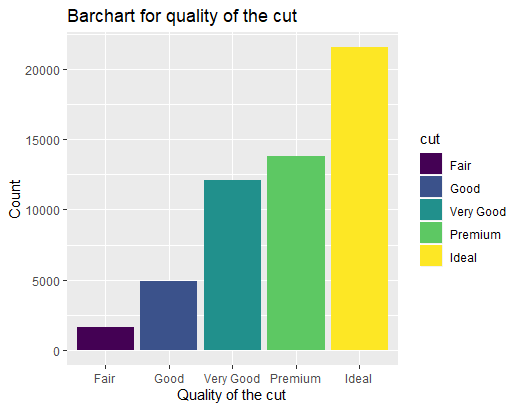 Barchart for quality of the cut
Count
20000
15000
10000
5000
0
Fair Good Very Good Premium Ideal
Quality of the cut
cut
Fair
Good
Very Good
Premium
Ideal